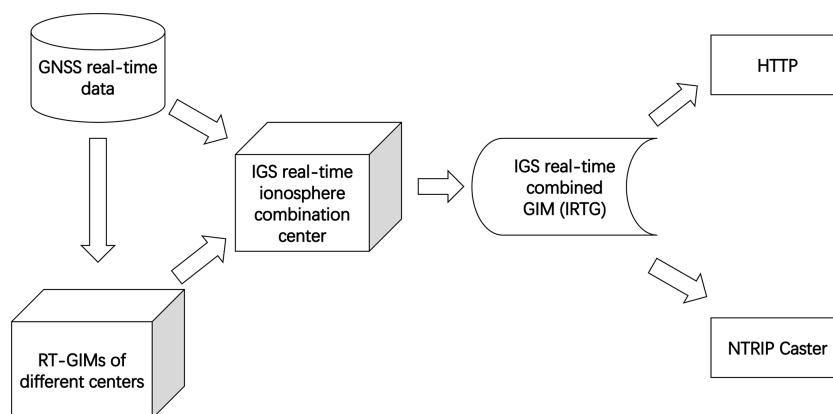 GNSS real-time
data
HTTP
IGS real-time
ionosphere
combination
center
IGS real-time
combined
GIM (IRTG)
RT-GIMs of
different centers
NTRIP Caster